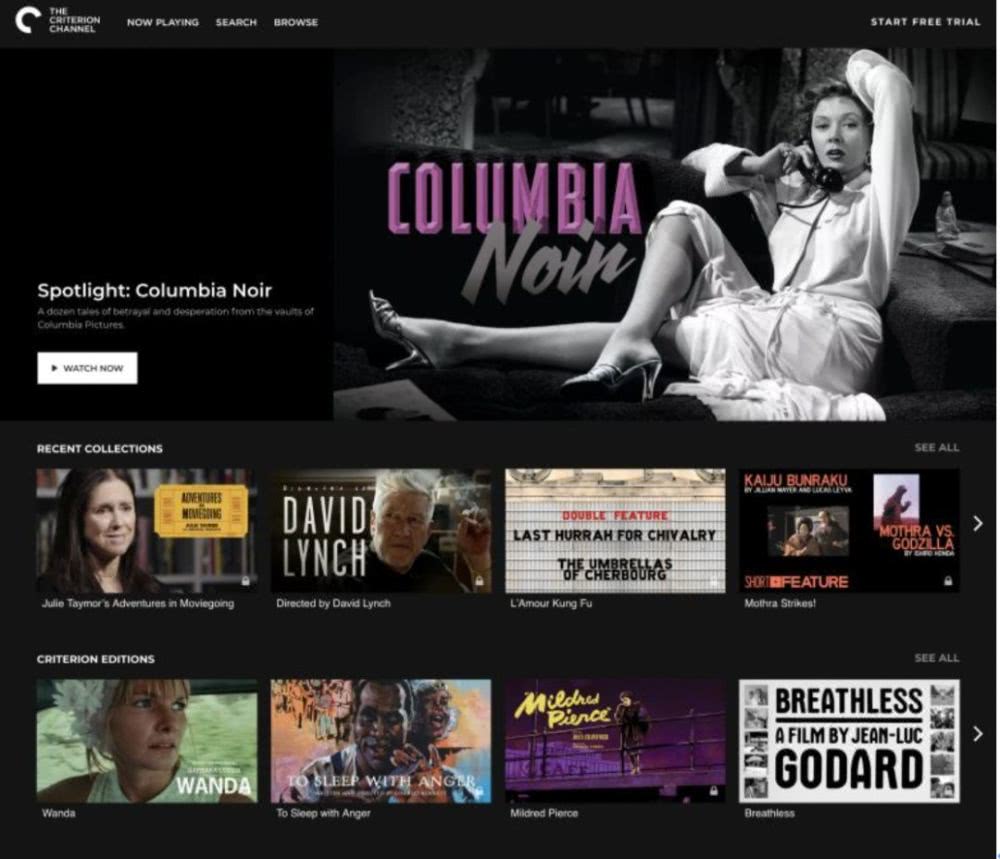 THE
CRITERION
CHANNEL
NOW PLAYING
SEARCH
BROWSE
START FREE TRIAL
COLUMBIA
Noir
Spotlight: Columbia Noir
A dozen tales of betrayal and desperation from the vaults of
Columbia Pictures.
WATCH NOW
RECENT COLLECTIONS
SEE ALL
ADVENTURES
IN
MOVIEGOING
JULIE TAYMOR
DAVID
LYNCH
DOUBLE FEATURE
LAST HURRAH FOR CHIVALRY
THE UMBRELLAS
OF CHERBOURG
KAIJU BUNRAKU
BY JILLIAN MAYER AND LUCAS LEYVA
MOTHRA VS.
GODZILLA
BY ISHIRO HONDA
SHORT + FEATURE
Julie Taymor's Adventures in Moviegoing
Directed by David Lynch
L'Amour Kung Fu
Mothra Strikes!
CRITERION EDITIONS
SEE ALL
WANDA
TO SLEEP WITH ANGER
Mildred
Pierce
BREATHLESS
A FILM BY JEAN-LUC
GODARD
Wanda
To Sleep with Anger
Mildred Pierce
Breathless